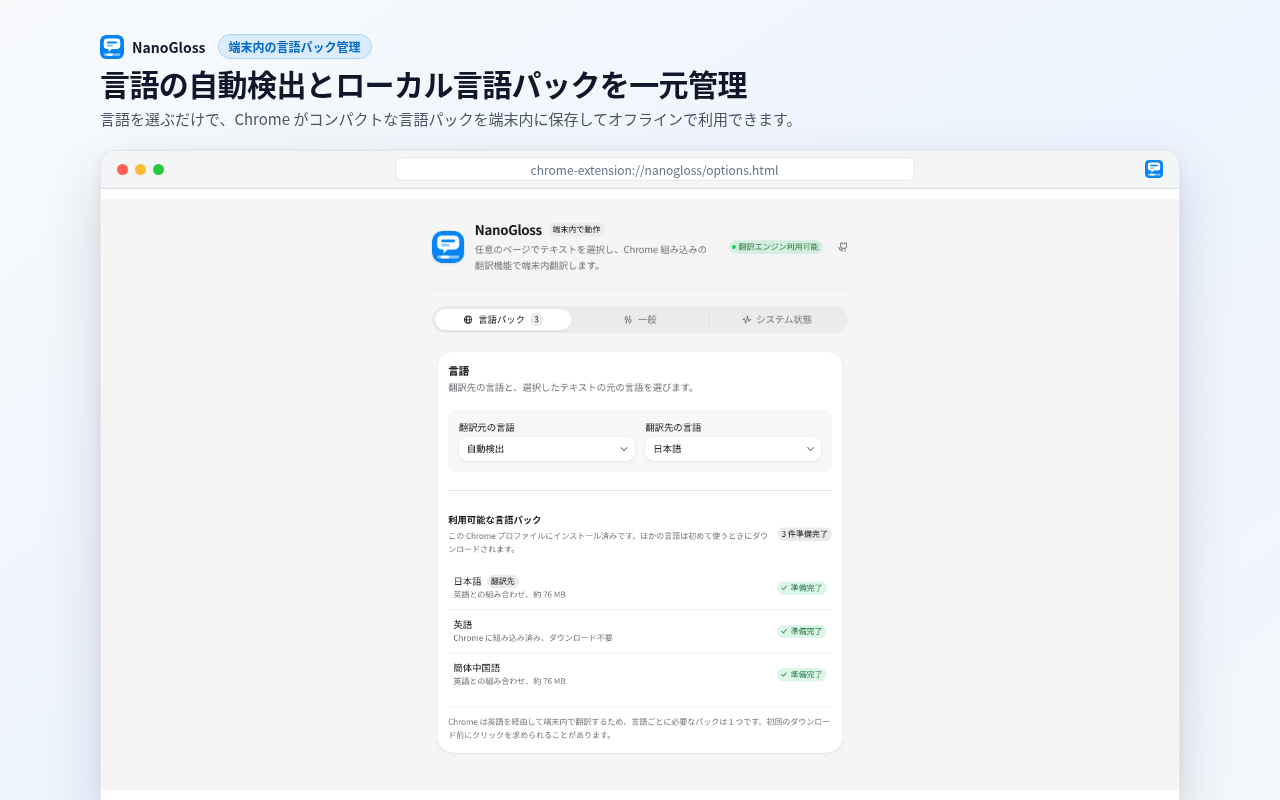 NanoGloss
端末内の言語パック管理
言語の自動検出とローカル言語パックを一元管理
言語を選ぶだけで、Chrome がコンパクトな言語パックを端末内に保存してオフラインで利用できます。
chrome-extension://nanogloss/options.html
NanoGloss 端末内で動作
任意のページでテキストを選択し、Chrome 組み込みの
翻訳機能で端末内翻訳します。
翻訳エンジン利用可能
言語パック 3
一般
システム状態
言語
翻訳先の言語と、選択したテキストの元の言語を選びます。
翻訳元の言語
自動検出
翻訳先の言語
日本語
利用可能な言語パック
この Chrome プロファイルにインストール済みです。ほかの言語は初めて使うときにダウ
ンロードされます。
3 件準備完了
日本語 翻訳先
英語との組み合わせ、約 76 MB
準備完了
英語
Chrome に組み込み済み、ダウンロード不要
準備完了
簡体中国語
英語との組み合わせ、約 76 MB
準備完了
Chrome は英語を経由して端末内で翻訳するため、言語ごとに必要なパックは 1 つです。初回のダウンロー
ド前にクリックを求められることがあります。